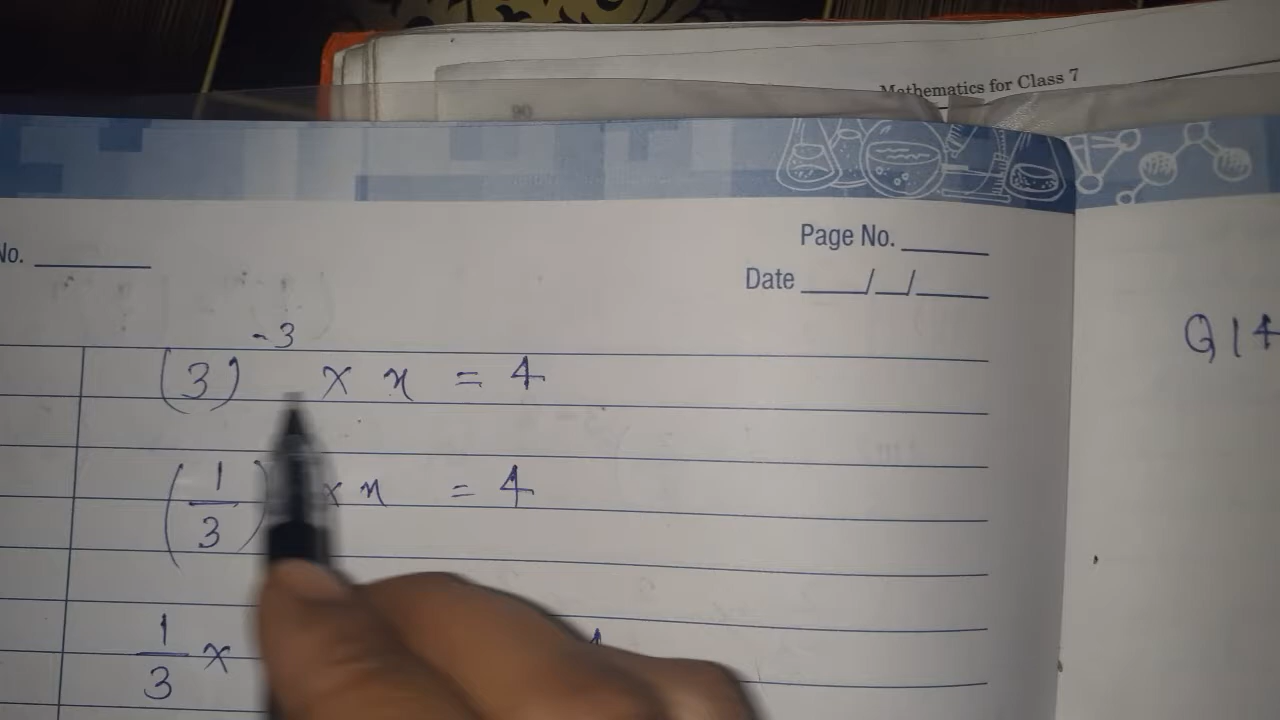 Mathematics for Class 7
No.
Page No.
Date / /
(3)^-3 × x = 4
Q14
(1/3) × x = 4
1/3 ×